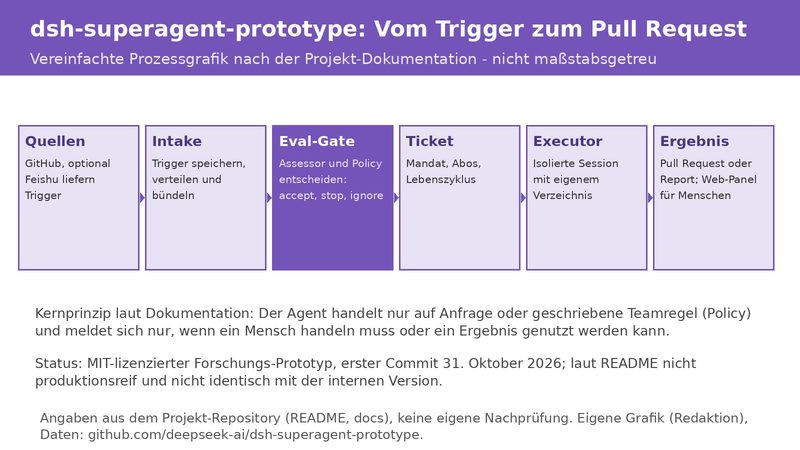 dsh-superagent-prototype: Vom Trigger zum Pull Request
Vereinfachte Prozessgrafik nach der Projekt-Dokumentation - nicht maßstabsgetreu
Quellen
GitHub, optional
Feishu liefern
Trigger
Intake
Trigger speichern,
verteilen und
bündeln
Eval-Gate
Assessor und Policy
entscheiden:
accept, stop, ignore
Ticket
Mandat, Abos,
Lebenszyklus
Executor
Isolierte Session
mit eigenem
Verzeichnis
Ergebnis
Pull Request oder
Report; Web-Panel
für Menschen
Kernprinzip laut Dokumentation: Der Agent handelt nur auf Anfrage oder geschriebene Teamregel (Policy)
und meldet sich nur, wenn ein Mensch handeln muss oder ein Ergebnis genutzt werden kann.
Status: MIT-lizenzierter Forschungs-Prototyp, erster Commit 31. Oktober 2026; laut README nicht
produktionsreif und nicht identisch mit der internen Version.
Angaben aus dem Projekt-Repository (README, docs), keine eigene Nachprüfung. Eigene Grafik (Redaktion),
Daten: github.com/deepseek-ai/dsh-superagent-prototype.